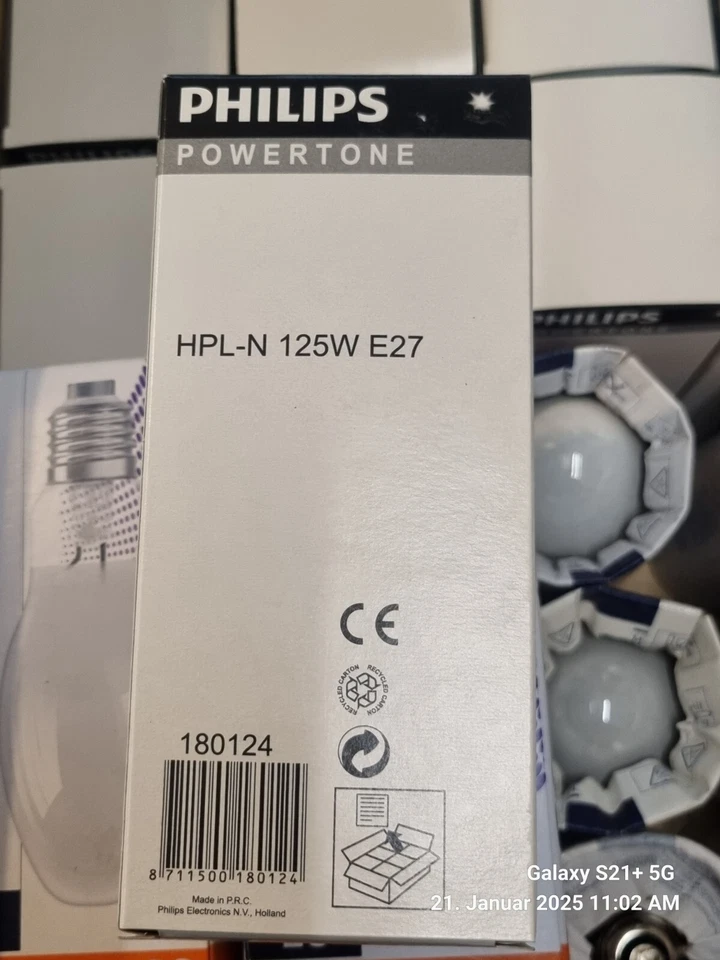 PHILIPS
POWERTONE
HPL-N 125W E27
PHILIPS
CE
RECYCLED CARTON RECYCLED CARTON
180124
8 711500 180124
Made in P.R.C.
Philips Electronics N.V., Holland
Galaxy S21+ 5G
21. Januar 2025 11:02 AM